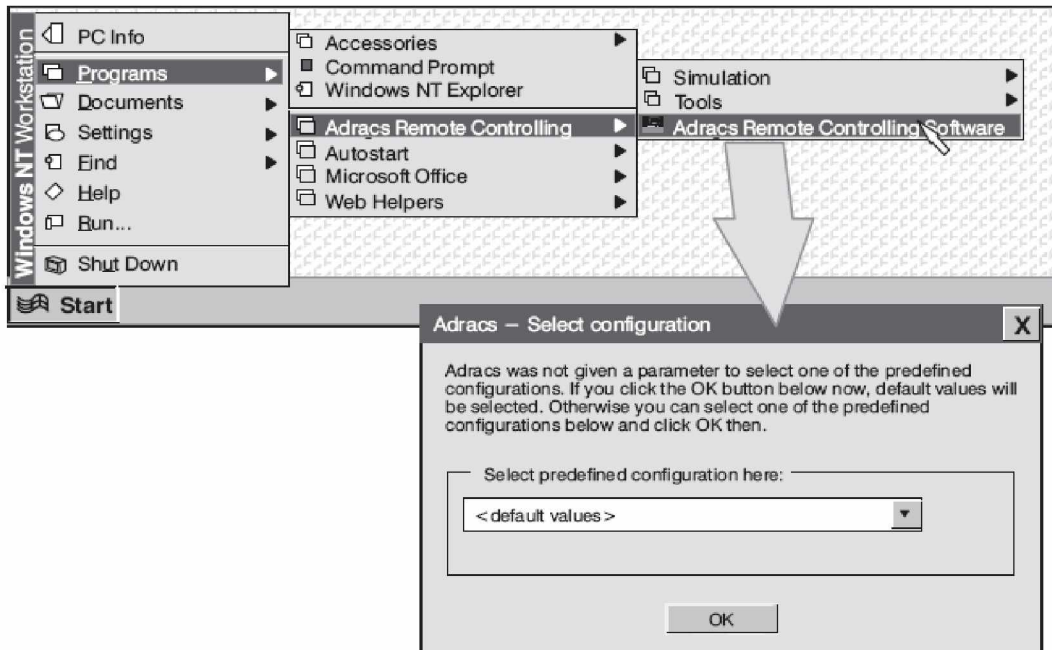 Windows NT Workstation
PC Info
Programs
Documents
Settings
Find
Help
Run...
Shut Down
Start
Accessories
Command Prompt
Windows NT Explorer
Adracs Remote Controlling
Autostart
Microsoft Office
Web Helpers
Simulation
Tools
Adracs Remote Controlling Software
Adracs – Select configuration
X
Adracs was not given a parameter to select one of the predefined
configurations. If you click the OK button below now, default values will
be selected. Otherwise you can select one of the predefined
configurations below and click OK then.
Select predefined configuration here:
<default values>
OK